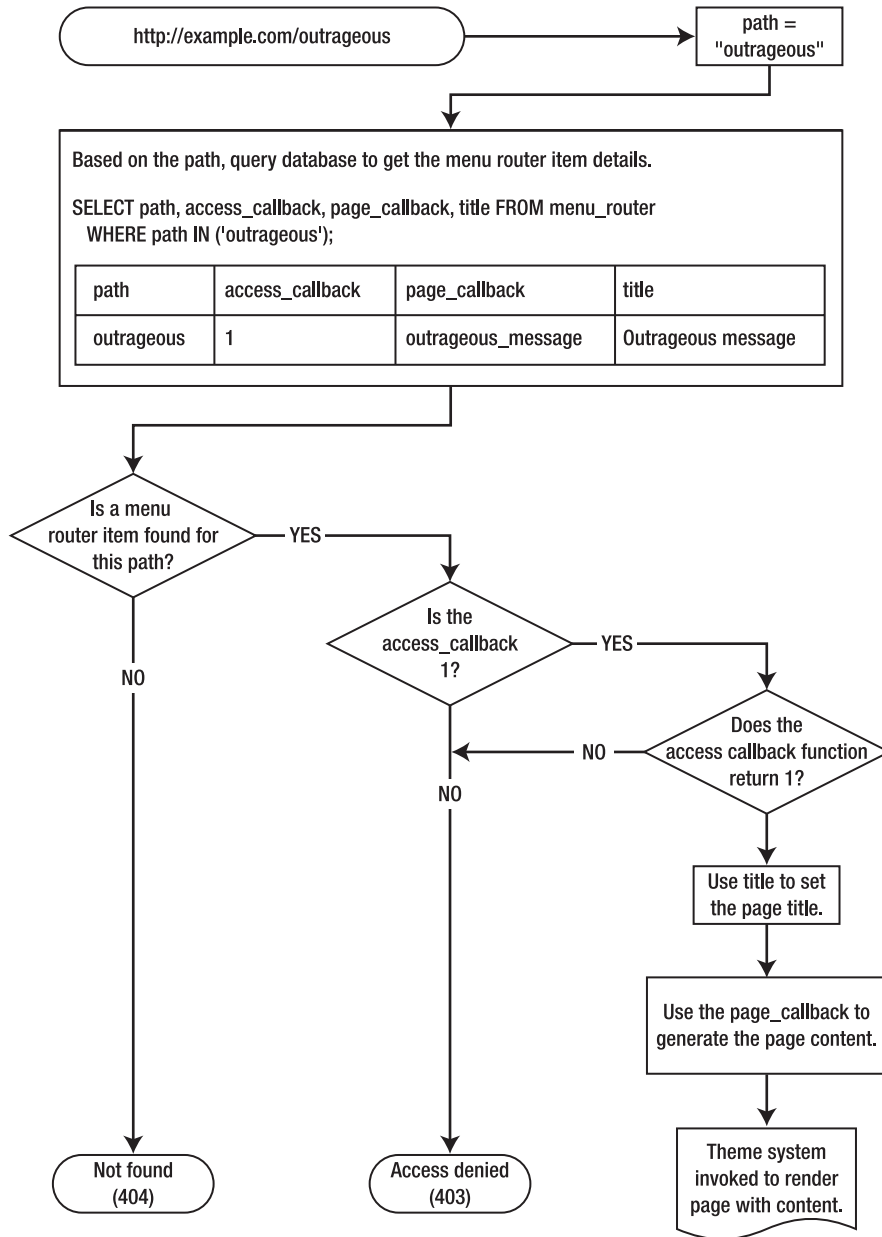 http://example.com/outrageous
path =
"outrageous"
Based on the path, query database to get the menu router item details.
SELECT path, access_callback, page_callback, title FROM menu_router
WHERE path IN ('outrageous');
path access_callback page_callback title
outrageous 1 outrageous_message Outrageous message
Is a menu
router item found for
this path?
YES
NO
Is the
access_callback
1?
YES
NO
Does the
access callback function
return 1?
NO
Use title to set
the page title.
Use the page_callback to
generate the page content.
Not found
(404)
Access denied
(403)
Theme system
invoked to render
page with content.